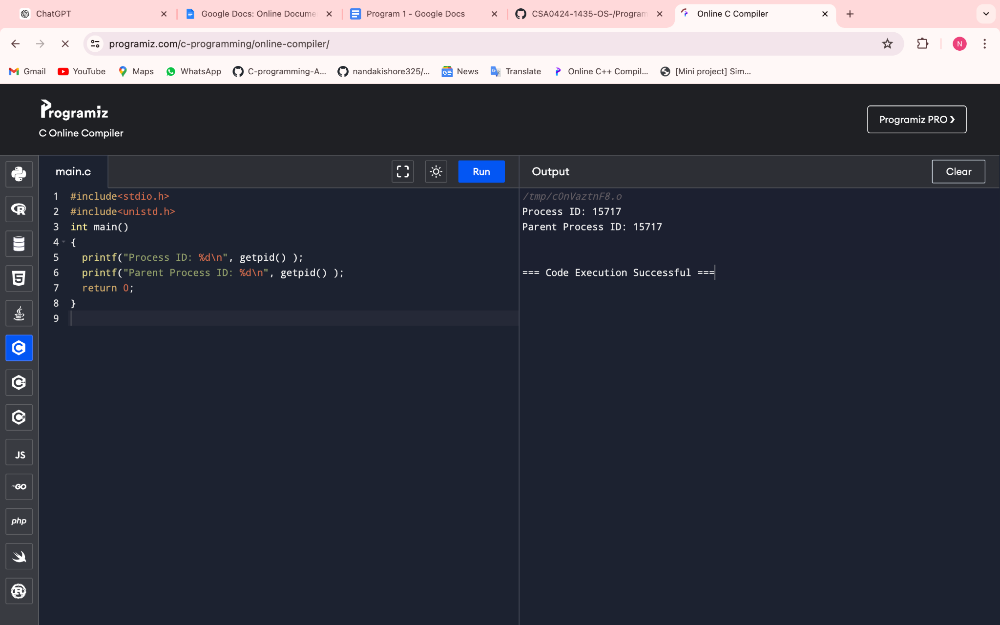 ChatGPT
Google Docs: Online Docume
Program 1 - Google Docs
CSA0424-1435-OS-/Program
Online C Compiler
programiz.com/c-programming/online-compiler/
N
Gmail
YouTube
Maps
WhatsApp
C-programming-A...
nandakishore325/...
News
Translate
Online C++ Compil...
[Mini project] Sim...
Programiz
C Online Compiler
Programiz PRO
main.c
Run
Output
Clear
1 #include<stdio.h>
2 #include<unistd.h>
3 int main()
4 {
5 printf("Process ID: %d\n", getpid() );
6 printf("Parent Process ID: %d\n", getpid() );
7 return 0;
8 }
9
/tmp/cOnVaztnF8.o
Process ID: 15717
Parent Process ID: 15717
=== Code Execution Successful ===
JS
GO
php